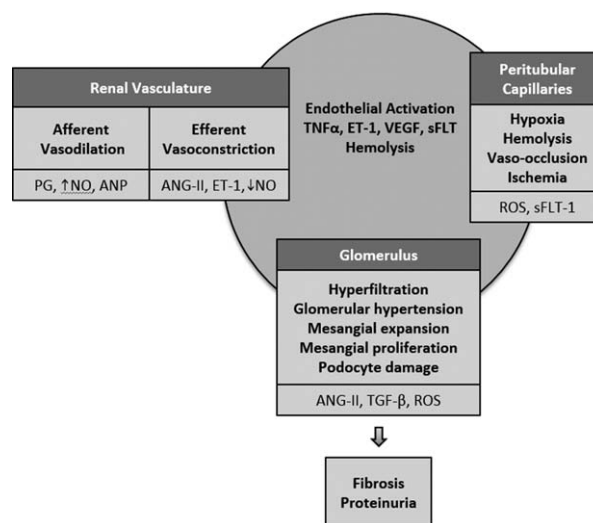 Renal Vasculature
Afferent
Vasodilation
Efferent
Vasoconstriction
PG, ↑NO, ANP
ANG-II, ET-1,↓NO
Endothelial Activation
TNFα, ET-1, VEGF, sFLT
Hemolysis
Peritubular
Capillaries
Hypoxia
Hemolysis
Vaso-occlusion
Ischemia
ROS, sFLT-1
Glomerulus
Hyperfiltration
Glomerular hypertension
Mesangial expansion
Mesangial proliferation
Podocyte damage
ANG-II, TGF-β, ROS
Fibrosis
Proteinuria